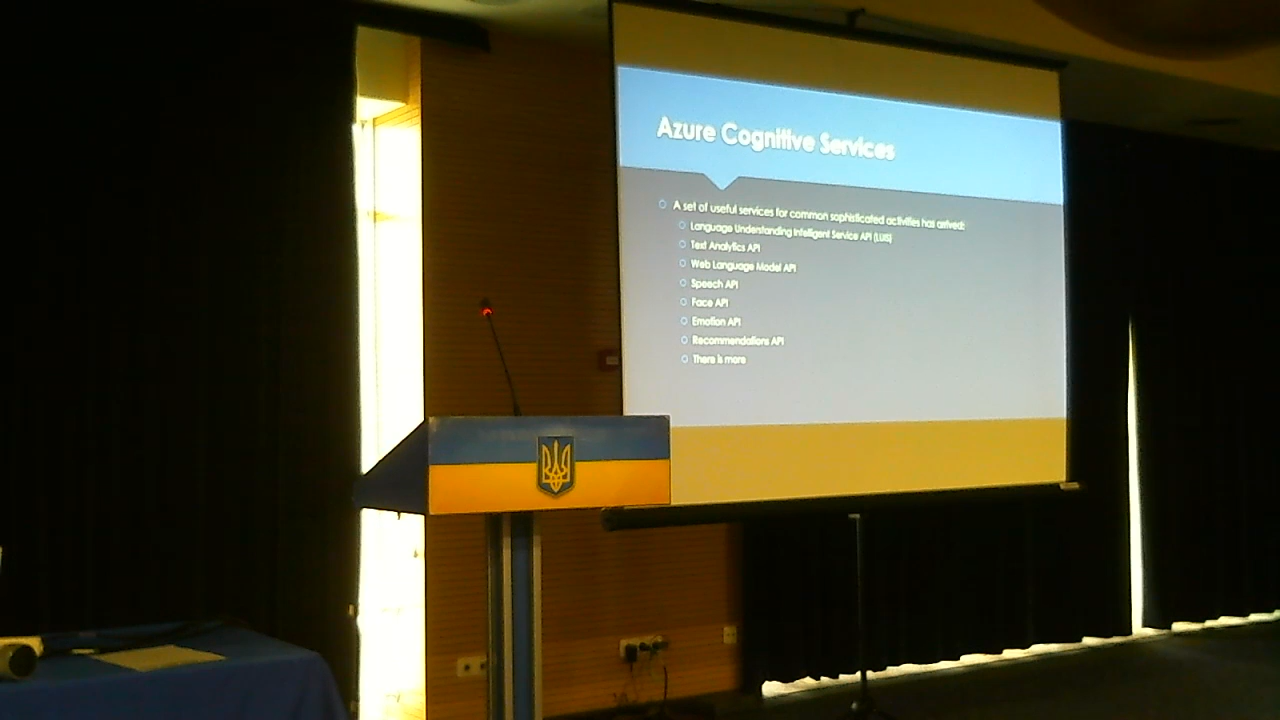 Azure Cognitive Services
A set of useful services for common sophisticated activities has arrived:
Language Understanding Intelligent Service API (LUIS)
Text Analytics API
Web Language Model API
Speech API
Face API
Emotion API
Recommendations API
There is more